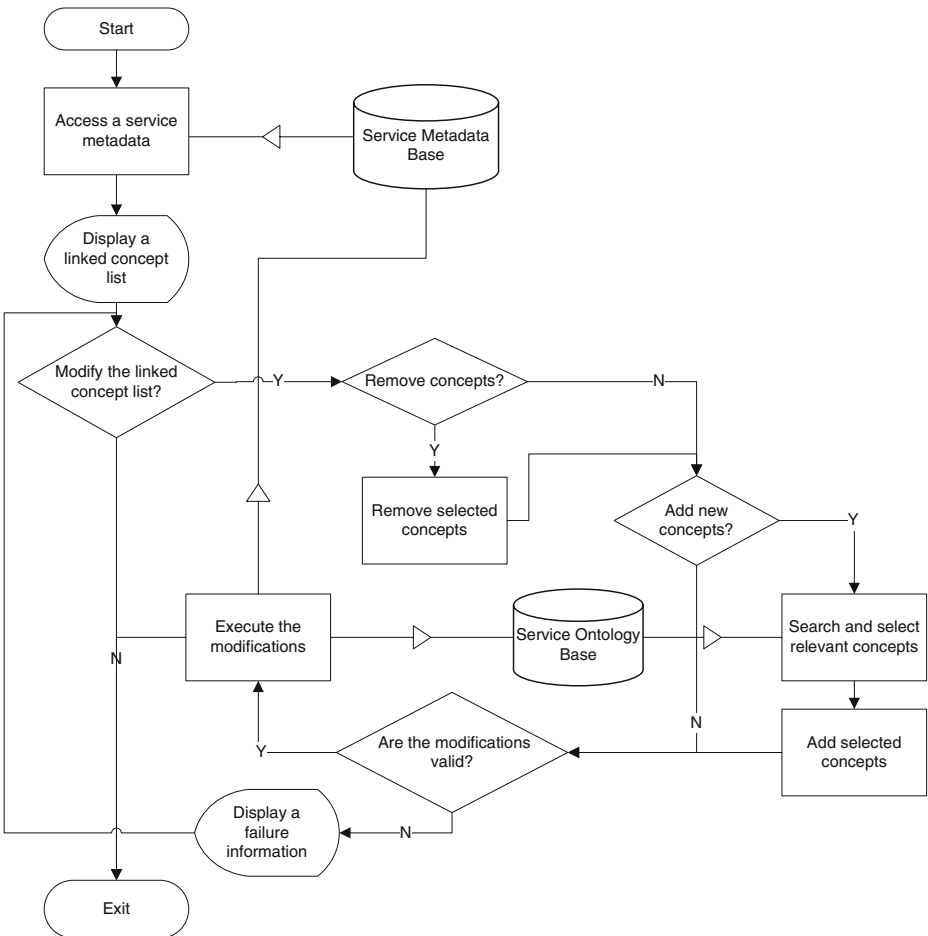 Start
Access a service
metadata
Service Metadata
Base
Display a
linked concept
list
Modify the linked
concept list?
Y
Remove concepts?
N
Y
Remove selected
concepts
Add new
concepts?
Y
Execute the
modifications
Service Ontology
Base
Search and select
relevant concepts
N
N
Are the modifications
valid?
Y
Add selected
concepts
Display a
failure
information
N
Exit